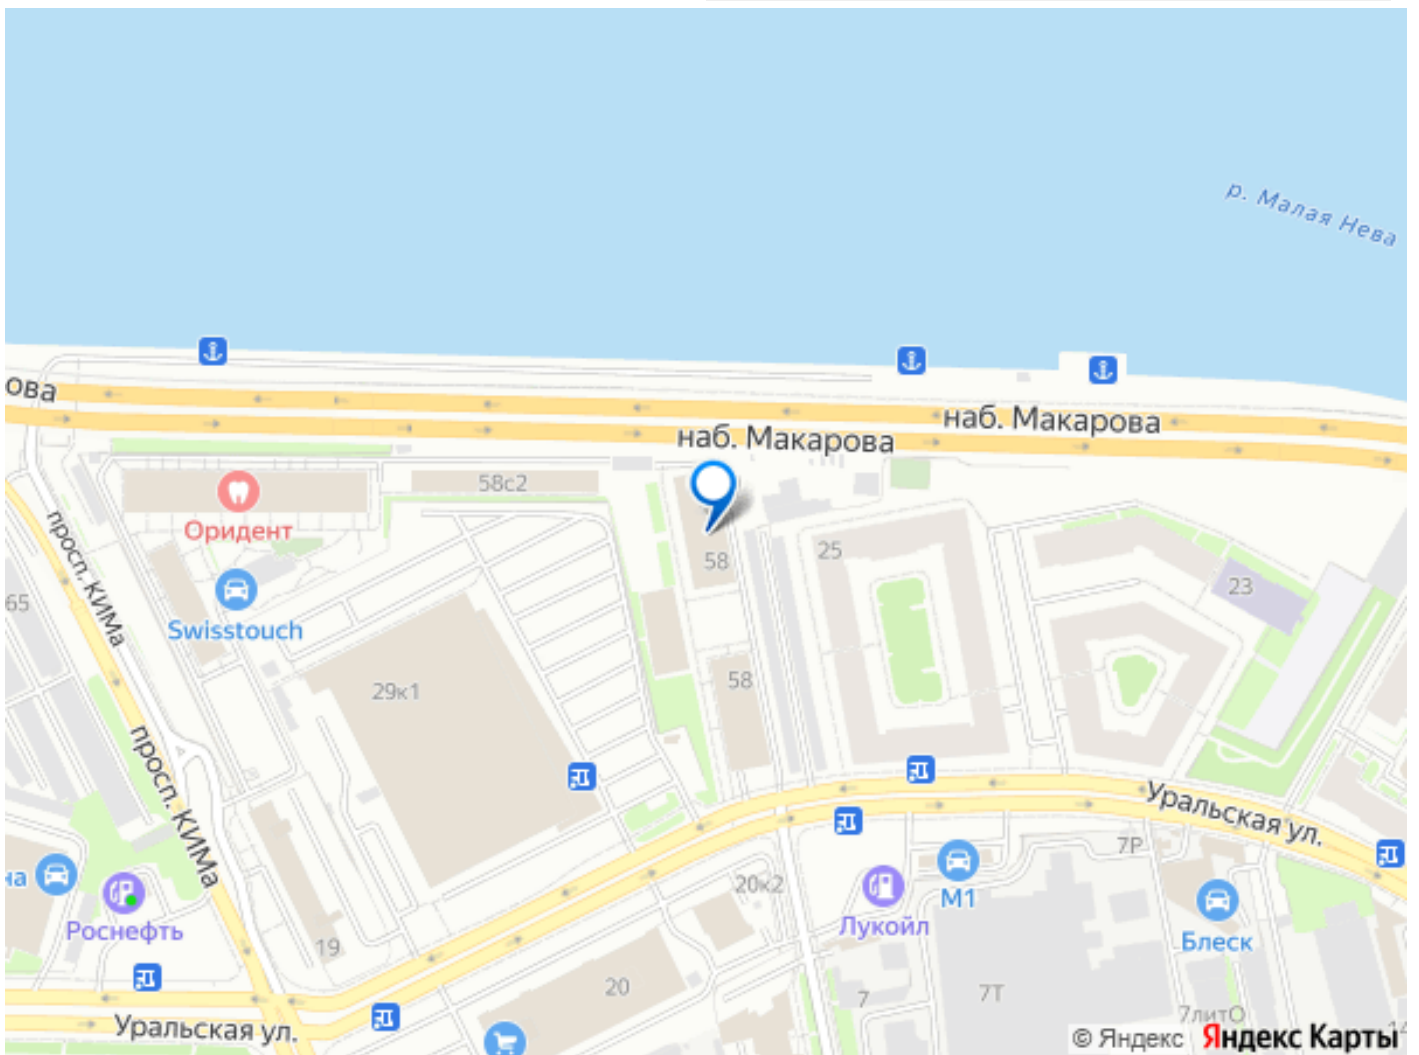 р. Малая Нева
ова
наб. Макарова
наб. Макарова
58с2
Оридент
просп. КИМа
58
25
23
65
Swisstouch
29к1
58
просп. КИМа
Уральская ул.
7Р
на
20к2
М1
Роснефть
Лукойл
Блеск
19
20
7
7Т
7литО
Уральская ул.
14
© Яндекс Яндекс Карты